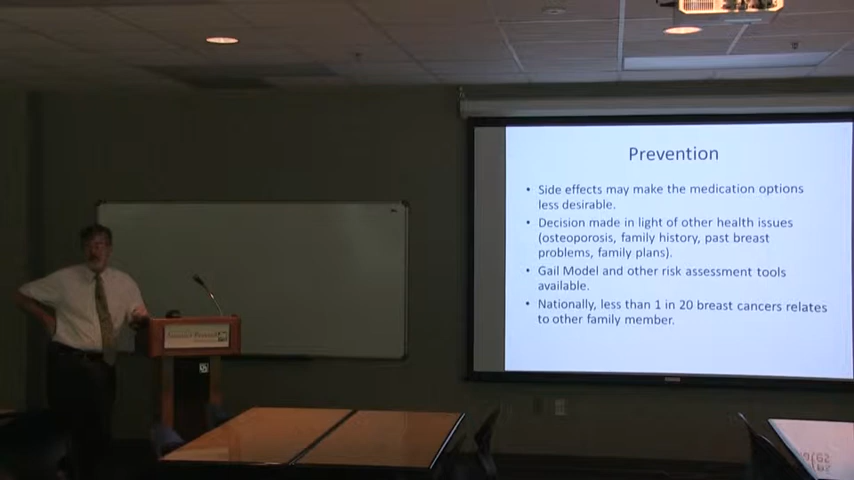 Prevention
• Side effects may make the medication options
less desirable.
• Decision made in light of other health issues
(osteoporosis, family history, past breast
problems, family plans).
• Gail Model and other risk assessment tools
available.
• Nationally, less than 1 in 20 breast cancers relates
to other family member.